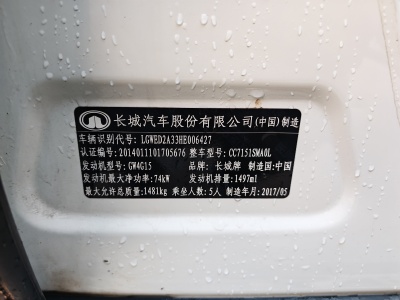 长城汽车股份有限公司(中国)制造
车辆识别代号: LGWED2A33HE006427
认证编号: 2014011101705676 整车型号: CC7151SMA0L
发动机型号: GW4G15 品牌: 长城牌 制造国:中国
发动机最大净功率: 74kW 发动机排量: 1497ml
最大允许总质量: 1481kg 乘坐人数: 5人 制造年月: 2017/05